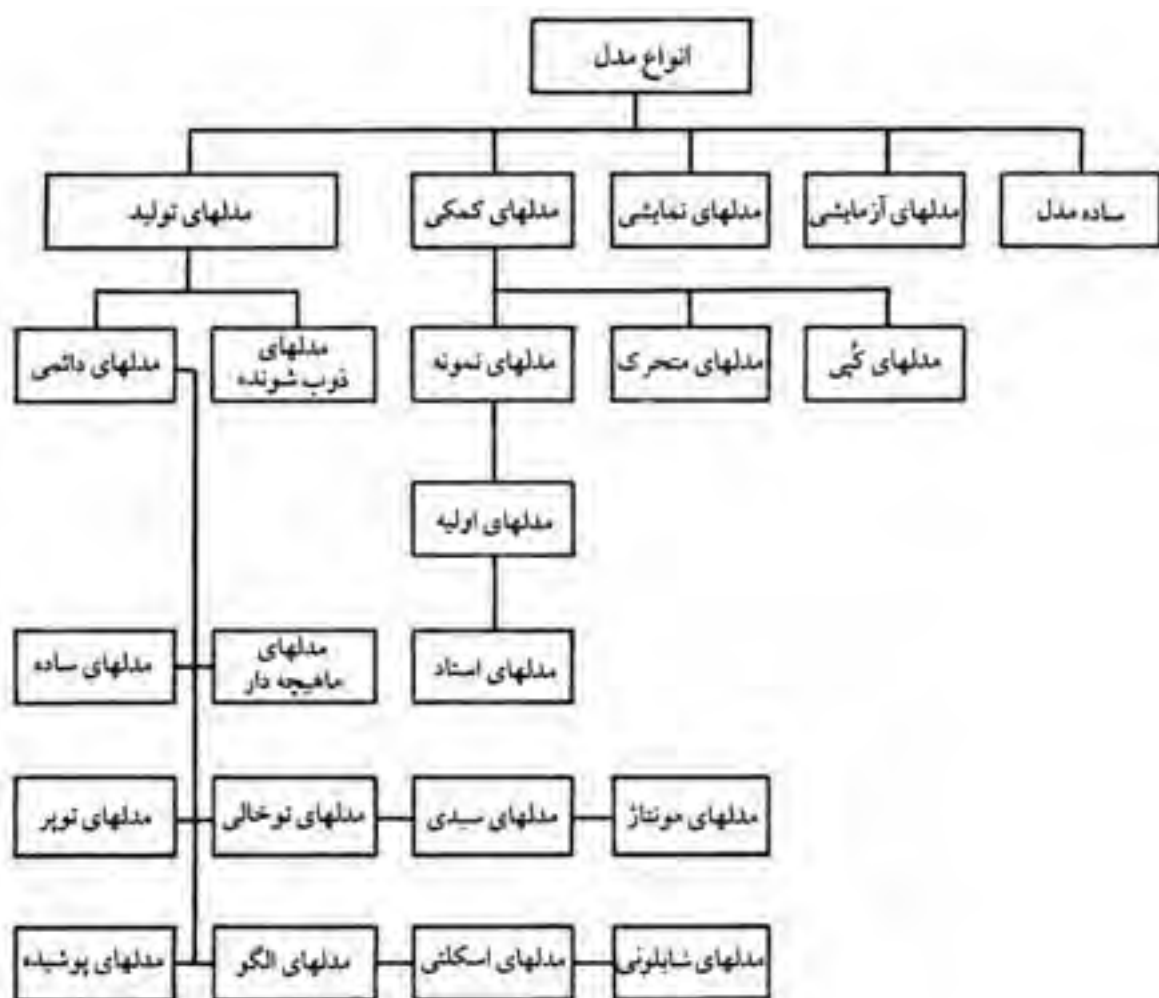 انواع مدل
ساده مدل
مدلهای آزمایشی
مدلهای نمایشی
مدلهای کمکی
مدلهای تولید
مدلهای کُپی
مدلهای متحرک
مدلهای نمونه
مدلهای
ذوب شونده
مدلهای دائمی
مدلهای اولیه
مدلهای استاد
مدلهای
ماهیچه دار
مدلهای ساده
مدلهای مونتاژ
مدلهای سبدی
مدلهای توخالی
مدلهای توپر
مدلهای شابلونی
مدلهای اسکلتی
مدلهای الگو
مدلهای پوشیده